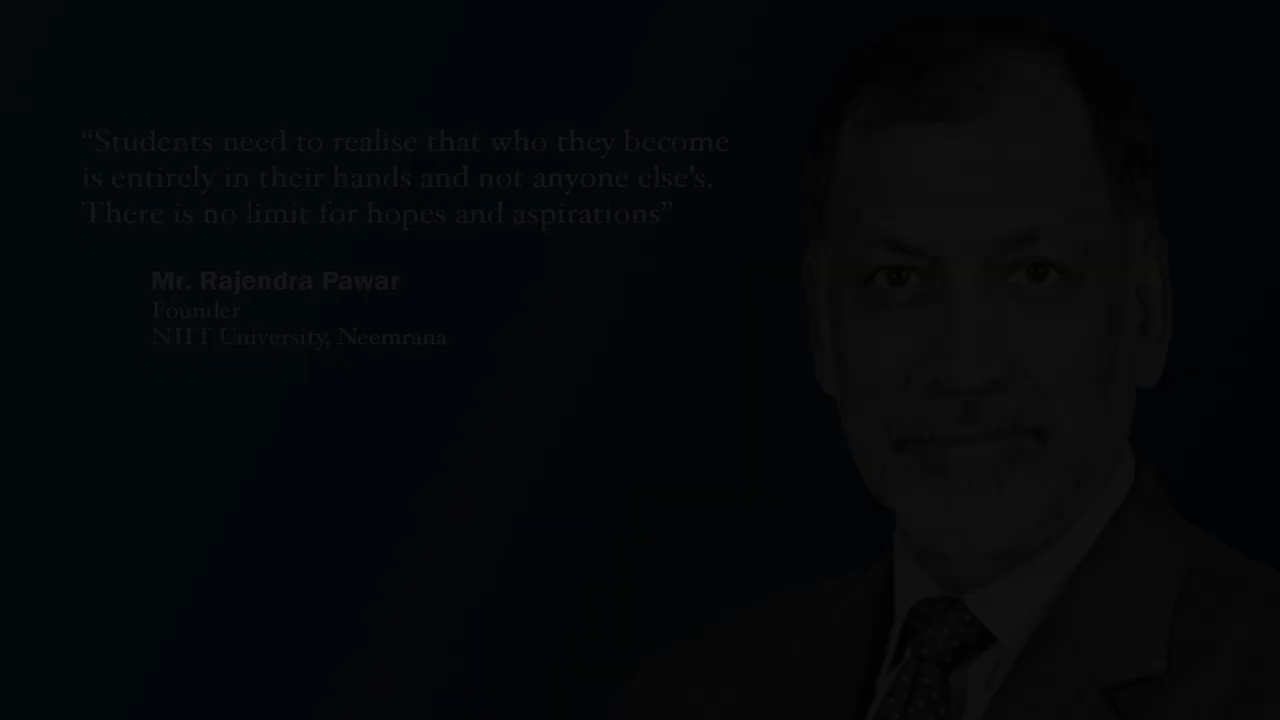 “Students need to realise that who they become
is entirely in their hands and not anyone else’s.
There is no limit for hopes and aspirations”
Mr. Rajendra Pawar
Founder
NIIT University, Neemrana